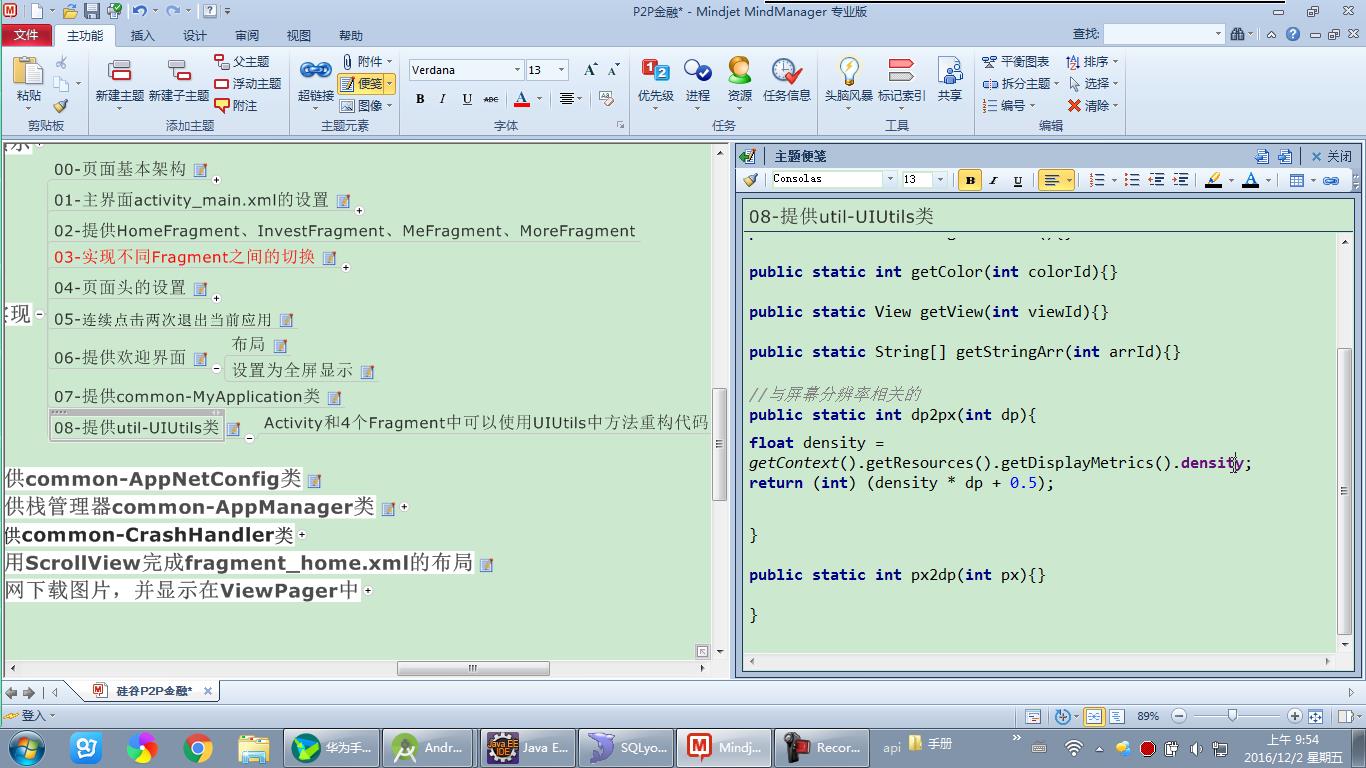 P2P金融* - Mindjet MindManager 专业版
文件
主功能
插入
设计
审阅
视图
帮助
查找:
粘贴
剪贴板
新建主题
新建子主题
父主题
浮动主题
附注
添加主题
超链接
附件
便笺
图像
主题元素
Verdana
13
B I U ABC A
字体
优先级
进程
资源
任务信息
任务
头脑风暴
标记索引
共享
工具
平衡图表
拆分主题
编号
排序
选择
清除
编辑
00-页面基本架构
01-主界面activity_main.xml的设置
02-提供HomeFragment、InvestFragment、MeFragment、MoreFragment
03-实现不同Fragment之间的切换
04-页面头的设置
现
05-连续点击两次退出当前应用
布局
06-提供欢迎界面
设置为全屏显示
07-提供common-MyApplication类
08-提供util-UIUtils类
Activity和4个Fragment中可以使用UIUtils中方法重构代码
供common-AppNetConfig类
供栈管理器common-AppManager类
供common-CrashHandler类
用ScrollView完成fragment_home.xml的布局
网下载图片，并显示在ViewPager中
主题便笺
关闭
Consolas
13
B I U
A
08-提供util-UIUtils类
public static int getColor(int colorId){}
public static View getView(int viewId){}
public static String[] getStringArr(int arrId){}
//与屏幕分辨率相关的
public static int dp2px(int dp){
float density =
getContext().getResources().getDisplayMetrics().density;
return (int) (density * dp + 0.5);
}
public static int px2dp(int px){}
}
硅谷P2P金融*
登入
89%
华为手...
Andr...
Java E...
SQLyo...
Mindj...
Recor...
api
手册
上午 9:54
2016/12/2 星期五